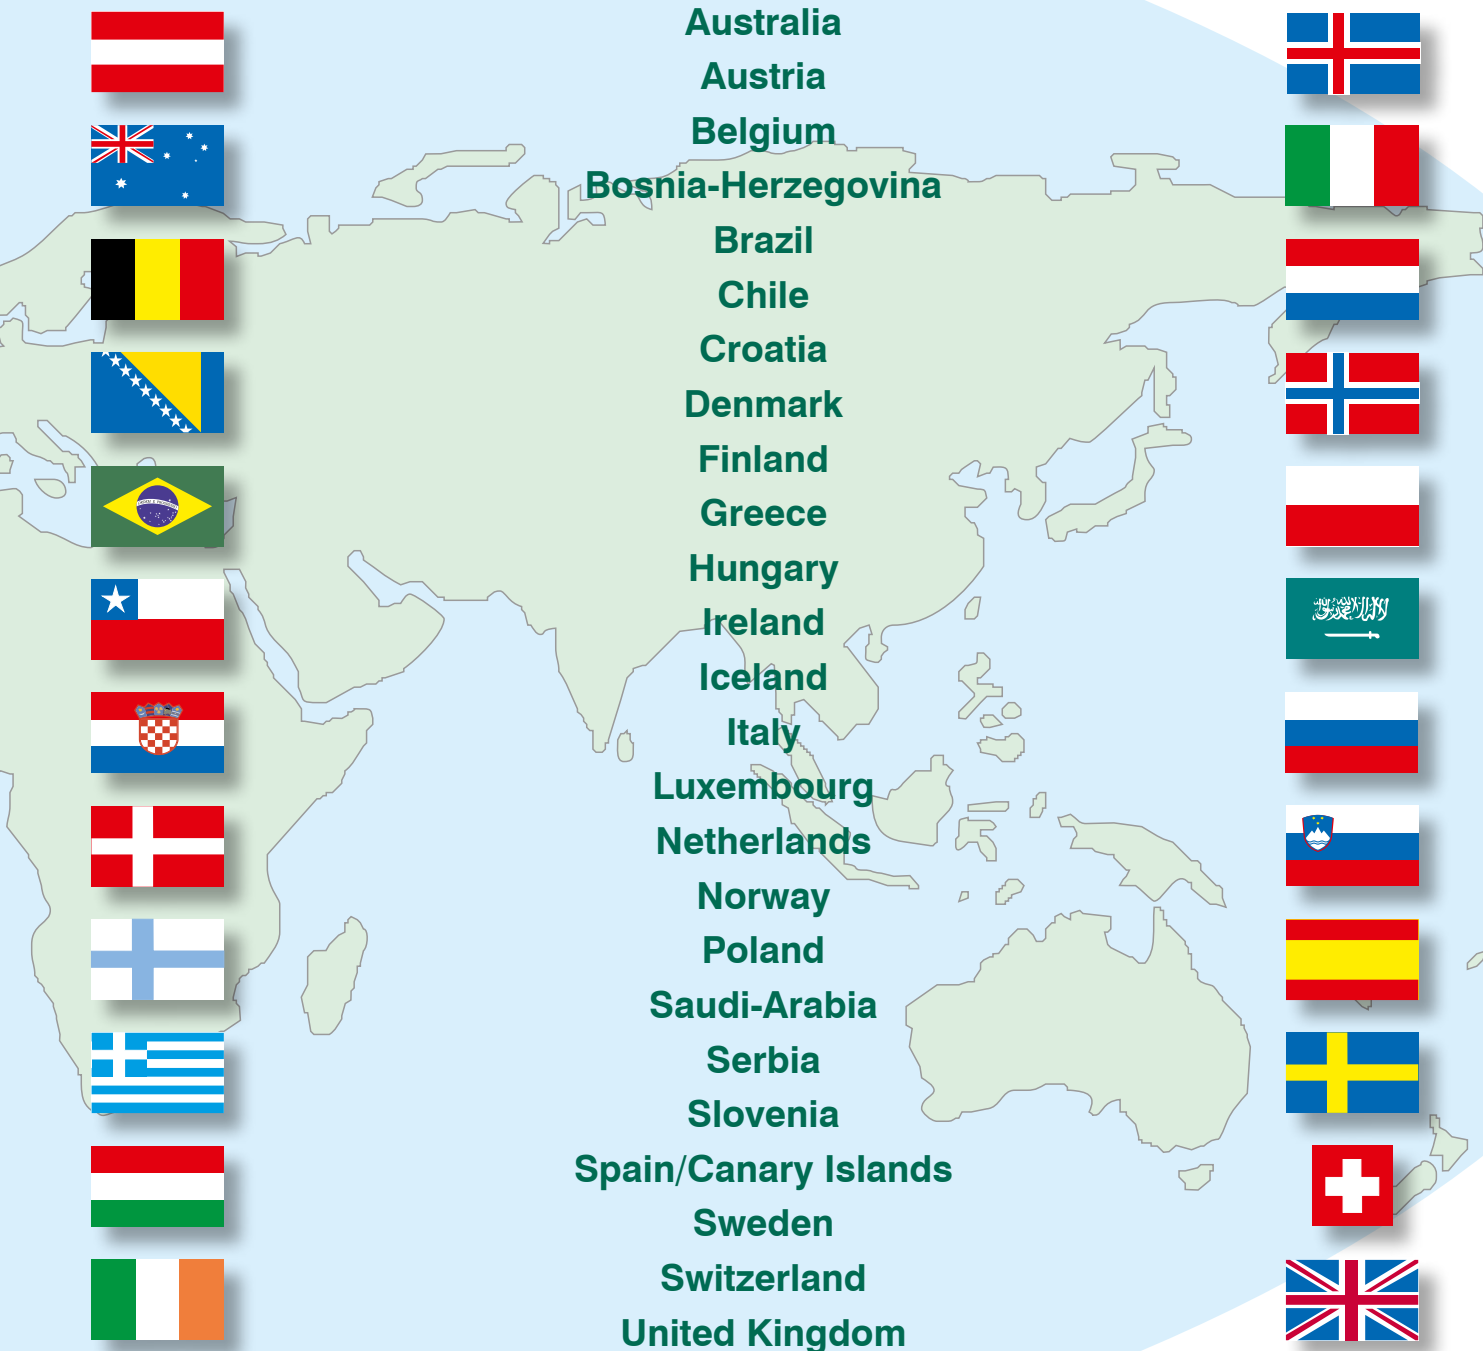 Australia
Austria
Belgium
Bosnia-Herzegovina
Brazil
Chile
Croatia
Denmark
Finland
Greece
Hungary
Ireland
Iceland
Italy
Luxembourg
Netherlands
Norway
Poland
Saudi-Arabia
Serbia
Slovenia
Spain/Canary Islands
Sweden
Switzerland
United Kingdom